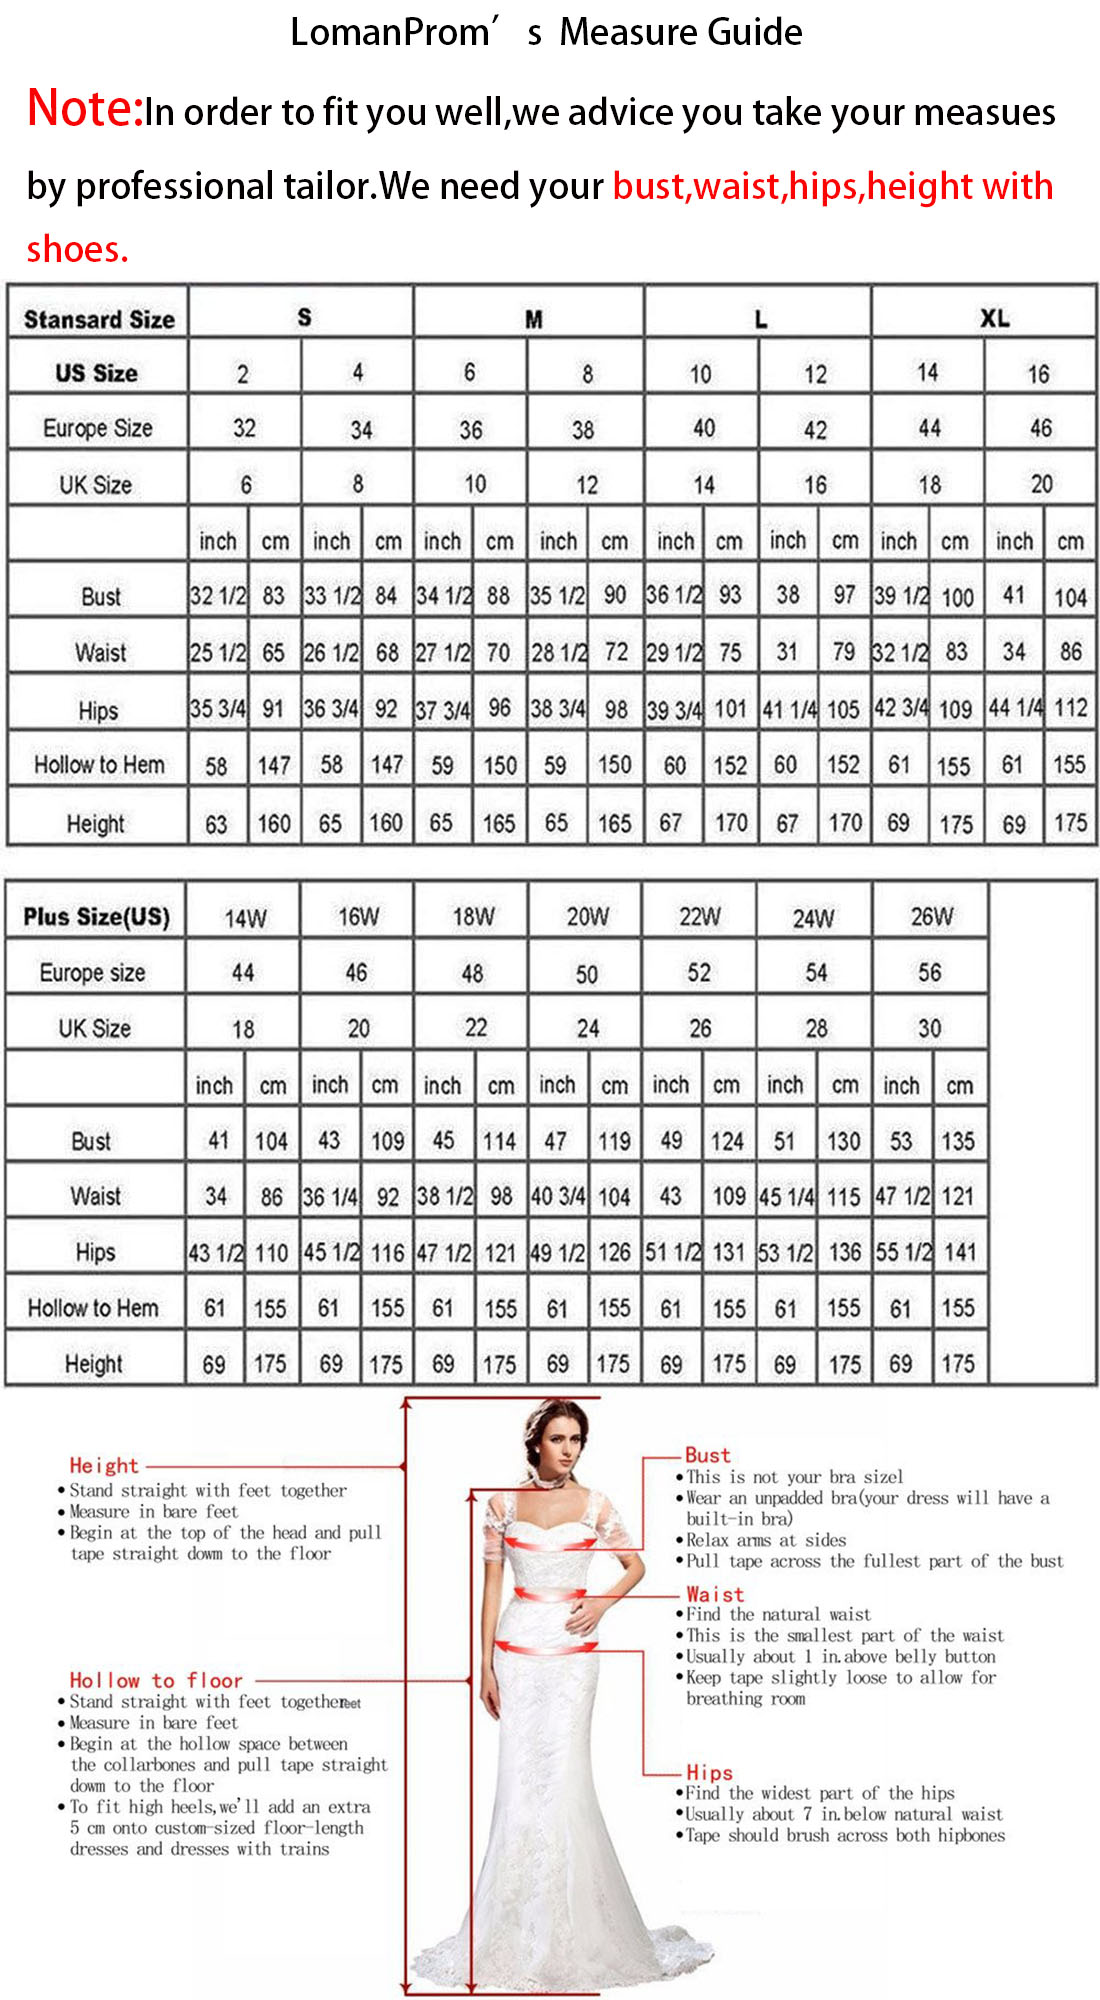 LomanProm′s Measure Guide
Note:In order to fit you well,we advice you take your measues
by professional tailor.We need your bust,waist,hips,height with
shoes.
Stansard Size S M L XL
US Size 2 4 6 8 10 12 14 16
Europe Size 32 34 36 38 40 42 44 46
UK Size 6 8 10 12 14 16 18 20
inch cm inch cm inch cm inch cm inch cm inch cm inch cm inch cm
Bust 32 1/2 83 33 1/2 84 34 1/2 88 35 1/2 90 36 1/2 93 38 97 39 1/2 100 41 104
Waist 25 1/2 65 26 1/2 68 27 1/2 70 28 1/2 72 29 1/2 75 31 79 32 1/2 83 34 86
Hips 35 3/4 91 36 3/4 92 37 3/4 96 38 3/4 98 39 3/4 101 41 1/4 105 42 3/4 109 44 1/4 112
Hollow to Hem 58 147 58 147 59 150 59 150 60 152 60 152 61 155 61 155
Height 63 160 65 160 65 165 65 165 67 170 67 170 69 175 69 175
Plus Size(US) 14W 16W 18W 20W 22W 24W 26W
Europe size 44 46 48 50 52 54 56
UK Size 18 20 22 24 26 28 30
inch cm inch cm inch cm inch cm inch cm inch cm inch cm
Bust 41 104 43 109 45 114 47 119 49 124 51 130 53 135
Waist 34 86 36 1/4 92 38 1/2 98 40 3/4 104 43 109 45 1/4 115 47 1/2 121
Hips 43 1/2 110 45 1/2 116 47 1/2 121 49 1/2 126 51 1/2 131 53 1/2 136 55 1/2 141
Hollow to Hem 61 155 61 155 61 155 61 155 61 155 61 155 61 155
Height 69 175 69 175 69 175 69 175 69 175 69 175 69 175
Height
•Stand straight with feet together
•Measure in bare feet
•Begin at the top of the head and pull
tape straight dowm to the floor
Hollow to floor
•Stand straight with feet togethereet
•Measure in bare feet
•Begin at the hollow space between
the collarbones and pull tape straight
dowm to the floor
•To fit high heels,we'll add an extra
5 cm onto custom-sized floor-length
dresses and dresses with trains
Bust
•This is not your bra sizel
•Wear an unpadded bra(your dress will have a
built-in bra)
•Relax arms at sides
•Pull tape across the fullest part of the bust
Waist
•Find the natural waist
•This is the smallest part of the waist
•Usually about 1 in.above belly button
•Keep tape slightly loose to allow for
breathing room
Hips
•Find the widest part of the hips
•Usually about 7 in.below natural waist
•Tape should brush across both hipbones